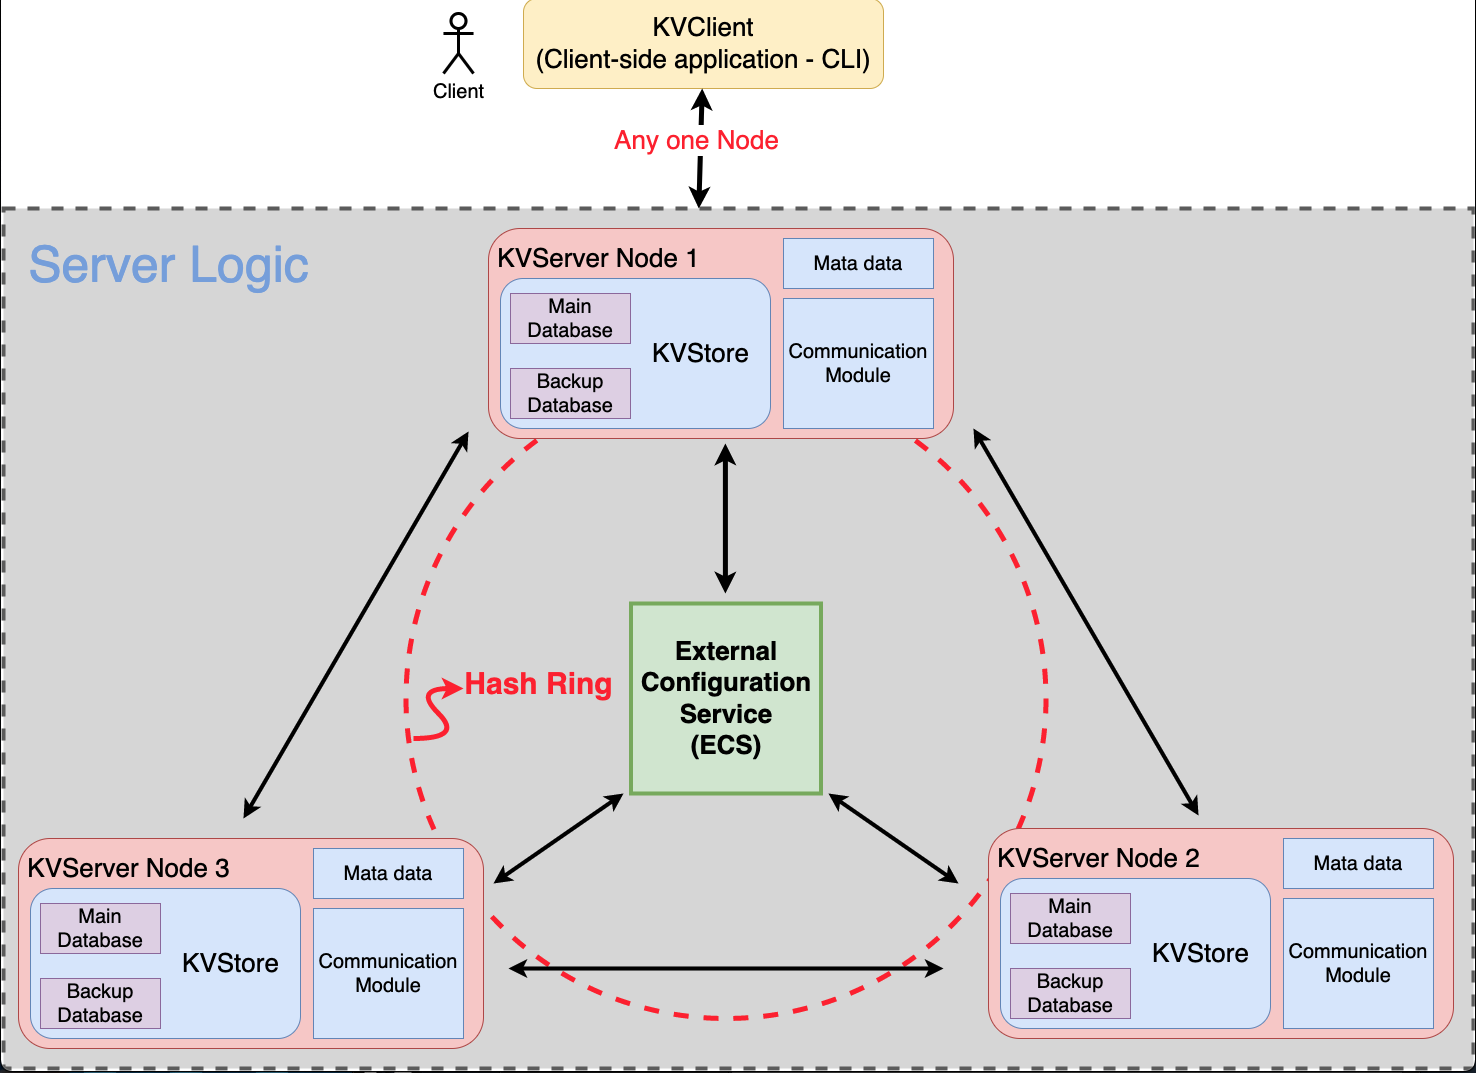 KVClient
(Client-side application - CLI)
Client
Any one Node
Server Logic
KVServer Node 1
Mata data
Main
Database
KVStore
Communication
Module
Backup
Database
External
Configuration
Service
(ECS)
Hash Ring
KVServer Node 3
Mata data
Main
Database
KVStore
Communication
Module
Backup
Database
KVServer Node 2
Mata data
Main
Database
KVStore
Communication
Module
Backup
Database